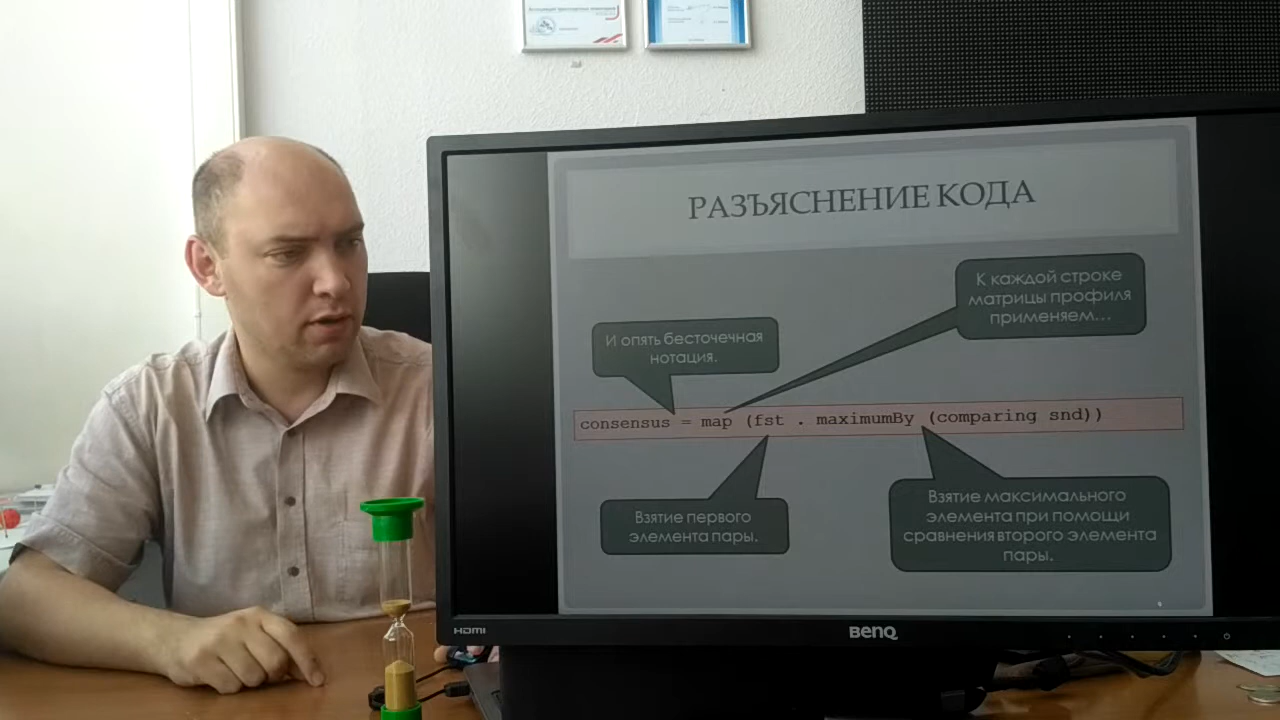 РАЗЪЯСНЕНИЕ КОДА
К каждой строке
матрицы профиля
применяем...
И опять бесточечная
нотация.
consensus = map (fst . maximumBy (comparing snd))
Взятие первого
элемента пары.
Взятие максимального
элемента при помощи
сравнения второго элемента
пары.
HDMI
BenQ